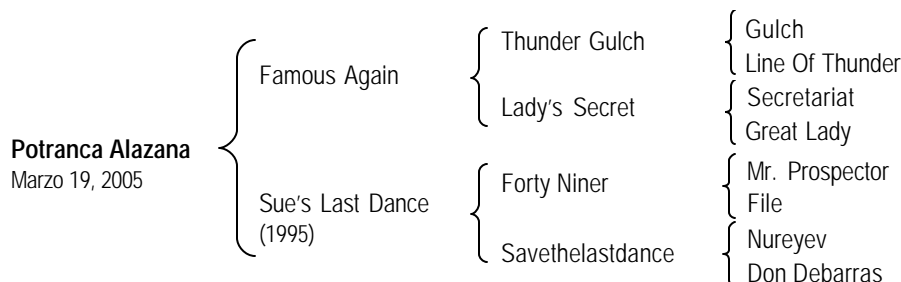 Gulch
Thunder Gulch
Line Of Thunder
Famous Again
Secretariat
Lady's Secret
Great Lady
Potranca Alazana
Marzo 19, 2005
Mr. Prospector
Forty Niner
File
Sue's Last Dance
(1995)
Nureyev
Savethelastdance
Don Debarras